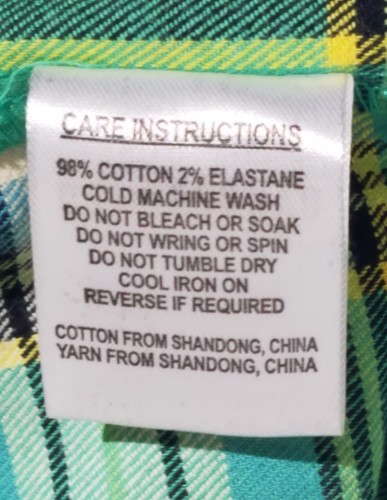 CARE INSTRUCTIONS
98% COTTON 2% ELASTANE
COLD MACHINE WASH
DO NOT BLEACH OR SOAK
DO NOT WRING OR SPIN
DO NOT TUMBLE DRY
COOL IRON ON
REVERSE IF REQUIRED
COTTON FROM SHANDONG, CHINA
YARN FROM SHANDONG, CHINA